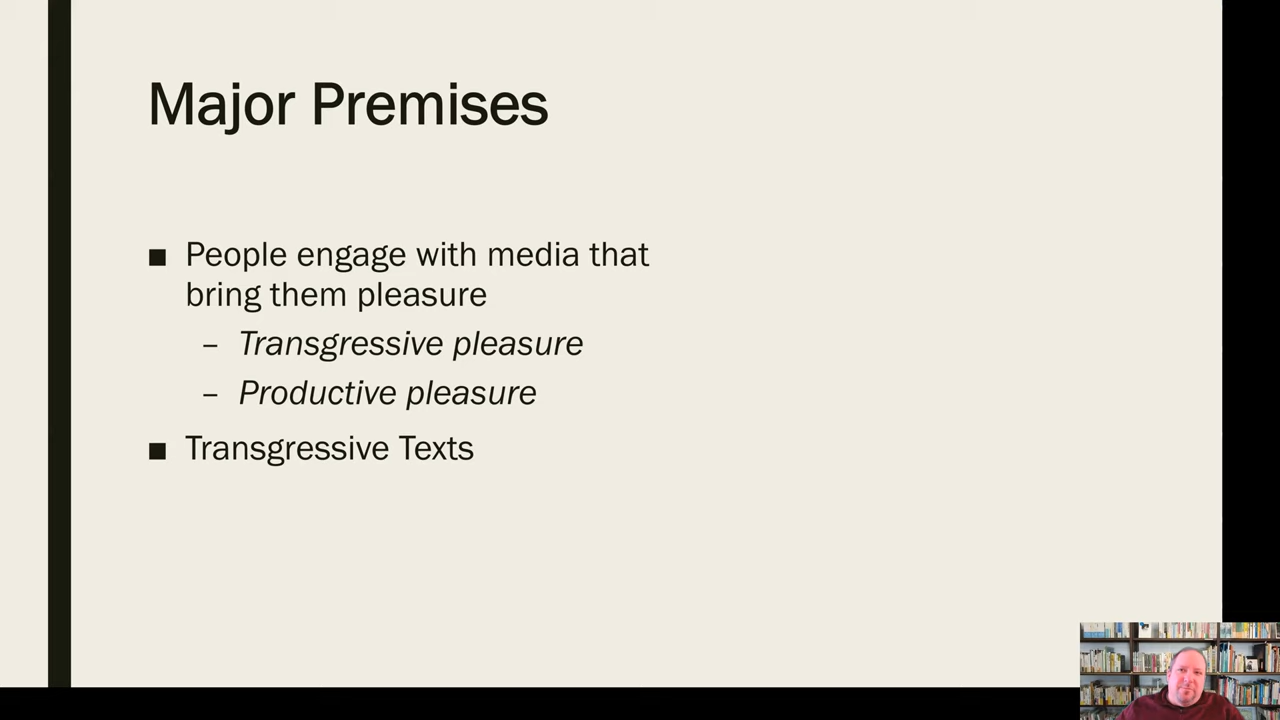 Major Premises
■ People engage with media that
bring them pleasure
– Transgressive pleasure
– Productive pleasure
■ Transgressive Texts